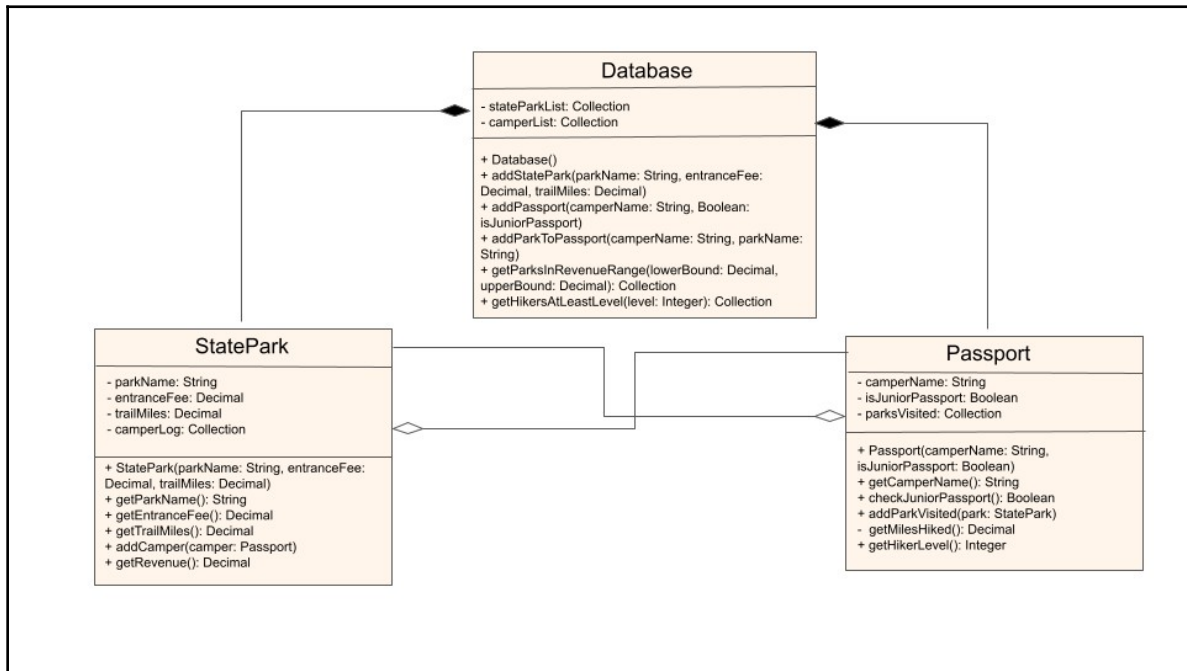 Database
- stateParkList: Collection
- camperList: Collection
+ Database()
+ addStatePark(parkName: String, entranceFee:
Decimal, trailMiles: Decimal)
+ addPassport(camperName: String, Boolean:
isJuniorPassport)
+ addParkToPassport(camperName: String, parkName:
String)
+ getParksInRevenueRange(lowerBound: Decimal,
upperBound: Decimal): Collection
+ getHikersAtLeastLevel(level: Integer): Collection
StatePark
- parkName: String
- entranceFee: Decimal
- trailMiles: Decimal
- camperLog: Collection
+ StatePark(parkName: String, entranceFee:
Decimal, trailMiles: Decimal)
+ getParkName(): String
+ getEntranceFee(): Decimal
+ getTrailMiles(): Decimal
+ addCamper(camper: Passport)
+ getRevenue(): Decimal
Passport
- camperName: String
- isJuniorPassport: Boolean
- parksVisited: Collection
+ Passport(camperName: String,
isJuniorPassport: Boolean)
+ getCamperName(): String
+ checkJuniorPassport(): Boolean
+ addParkVisited(park: StatePark)
- getMilesHiked(): Decimal
+ getHikerLevel(): Integer